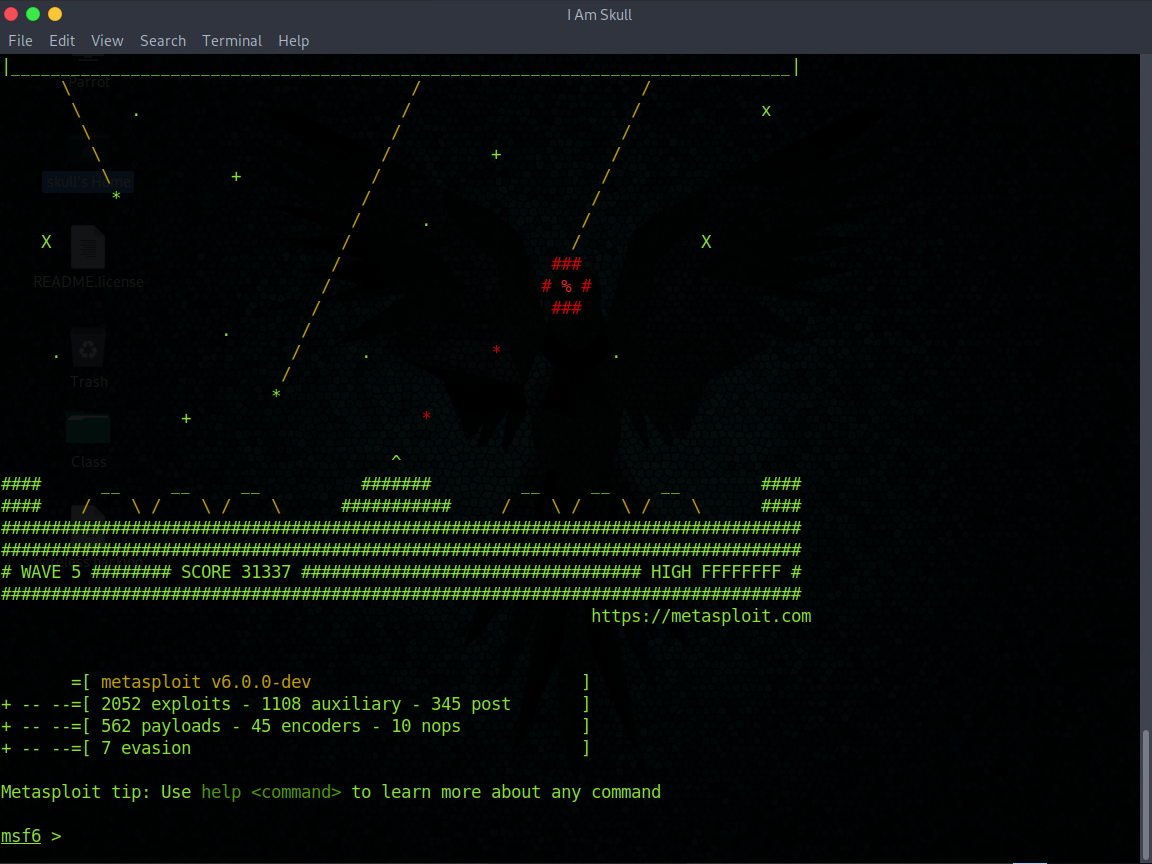 I Am Skull
File Edit View Search Terminal Help
Parrot
skull's Home
README.license
Trash
Class
#### __ __ __ ####### __ __ __ ####
#### / \ / \ / \ ########### / \ / \ / \ ####
################################################################################
################################################################################
# WAVE 5 ######## SCORE 31337 ################################## HIGH FFFFFFFF #
################################################################################
https://metasploit.com
=[ metasploit v6.0.0-dev ]
+ -- --=[ 2052 exploits - 1108 auxiliary - 345 post ]
+ -- --=[ 562 payloads - 45 encoders - 10 nops ]
+ -- --=[ 7 evasion ]
Metasploit tip: Use help <command> to learn more about any command
msf6 >